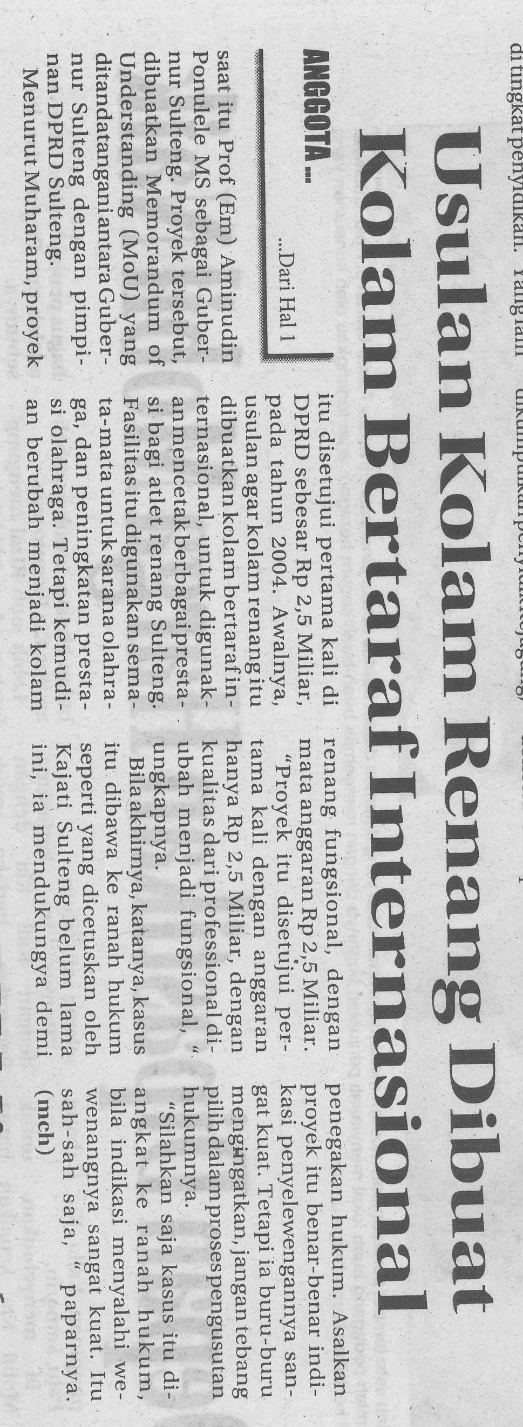 di tingkat penyidikan. Yang lain
Usulan Kolam Renang Dibuat
Kolam Bertaraf Internasional
ANGGOTA ...
...Dari Hal 1
saat itu Prof (Em) Aminudin
Ponulele MS sebagai Guber-
nur Sulteng. Proyek tersebut,
dibuatkan Memorandum of
Understanding (MoU) yang
ditandatangani antara Guber-
nur Sulteng dengan pimpi-
nan DPRD Sulteng.
Menurut Muharam, proyek
itu disetujui pertama kali di
DPRD sebesar Rp 2,5 Miliar,
pada tahun 2004. Awalnya,
usulan agar kolam renang itu
dibuatkan kolam bertaraf in-
ternasional, untuk digunak-
an mencetak berbagai presta-
si bagi atlet renang Sulteng.
Fasilitas itu digunakan sema-
ta-mata untuk sarana olahra-
ga, dan peningkatan presta-
si olahraga. Tetapi kemudi-
an berubah menjadi kolam
renang fungsional, dengan
mata anggaran Rp 2,5 Miliar.
“Proyek itu disetujui per-
tama kali dengan anggaran
hanya Rp 2,5 Miliar, dengan
kualitas dari professional di-
ubah menjadi fungsional, “
ungkapnya.
Bila akhirnya, katanya, kasus
itu dibawa ke ranah hukum
seperti yang dicetuskan oleh
Kajati Sulteng belum lama
ini, ia mendukungya demi
penegakan hukum. Asalkan
proyek itu benar-benar indi-
kasi penyelewengannya san-
gat kuat. Tetapi ia buru-buru
mengingatkan, jangan tebang
pilih dalam proses pengusutan
hukumnya.
“Silahkan saja kasus itu di-
angkat ke ranah hukum,
bila indikasi menyalahi we-
wenangnya sangat kuat. Itu
sah-sah saja, “ paparnya.
(mch)